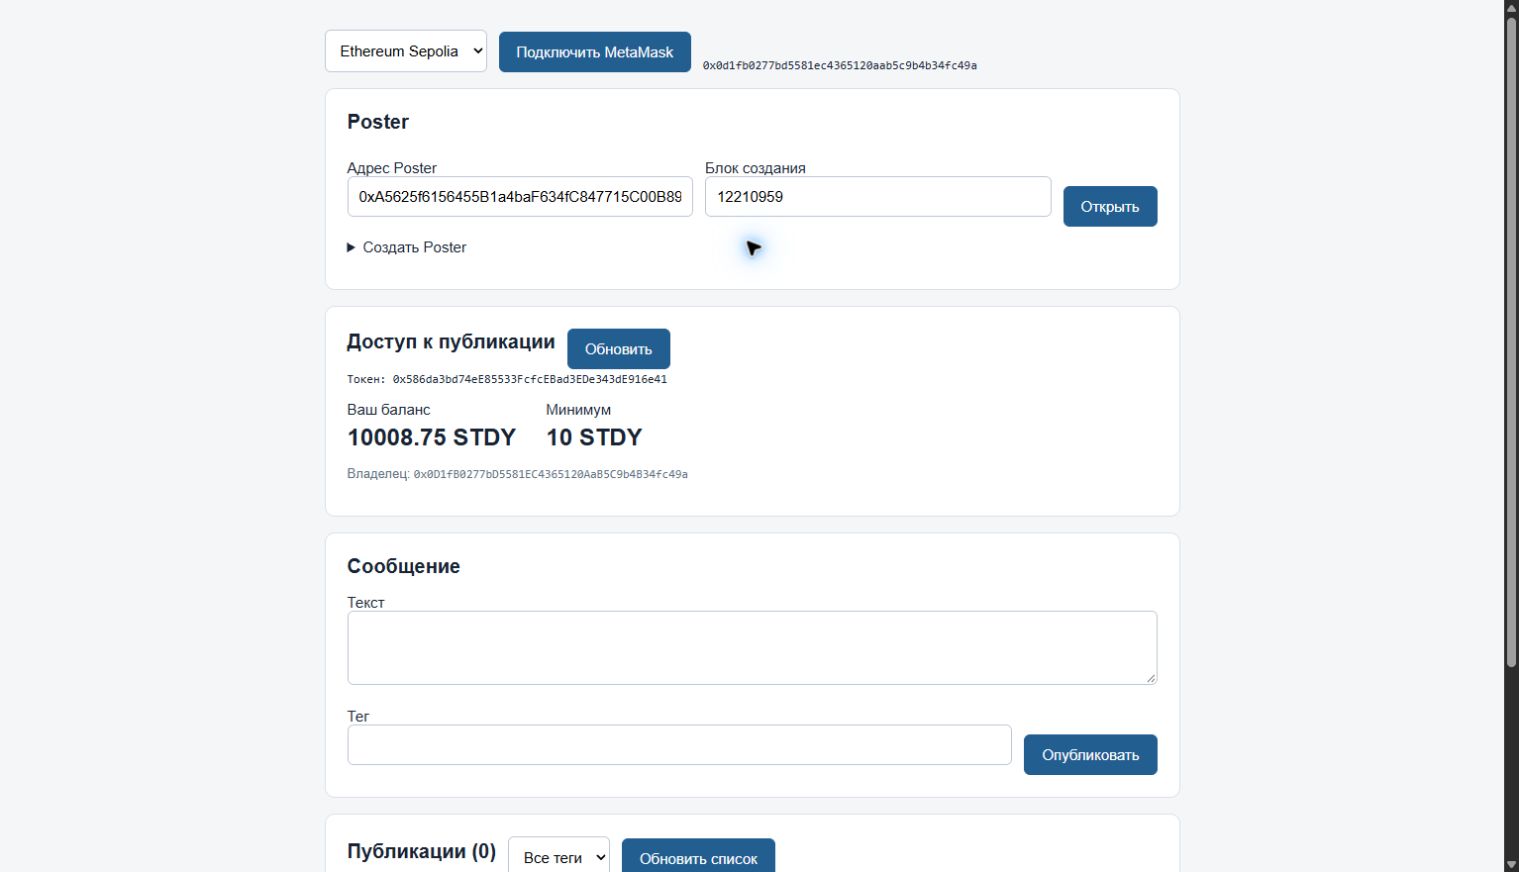 Ethereum Sepolia
Подключить MetaMask
0x0d1fb0277bd5581ec4365120aab5c9b4b34fc49a
Poster
Адрес Poster
Блок создания
0xA5625f6156455B1a4baF634fC847715C00B89
12210959
Открыть
Создать Poster
Доступ к публикации
Обновить
Токен: 0x586da3bd74eE85533FcfcEBad3EDe343dE916e41
Ваш баланс
Минимум
10008.75 STDY
10 STDY
Владелец: 0x0D1fB0277bD5581EC4365120AaB5C9b4B34fc49a
Сообщение
Текст
Тег
Опубликовать
Публикации (0)
Все теги
Обновить список